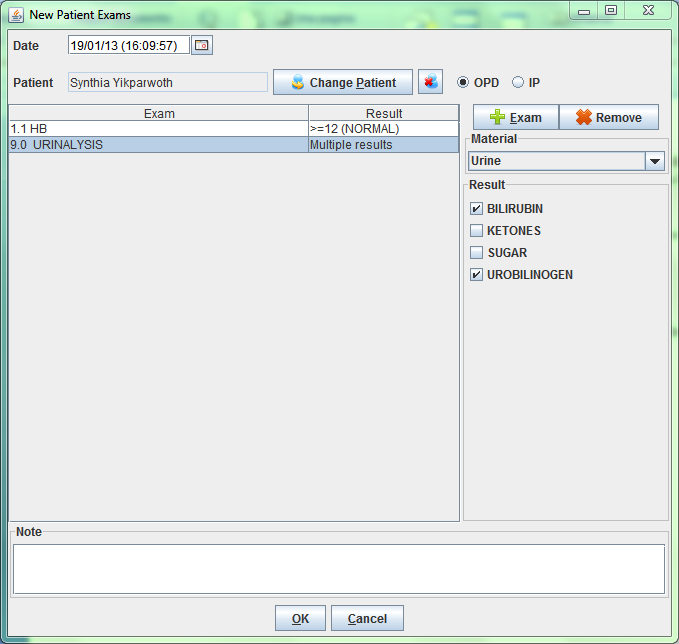 New Patient Exams
Date 19/01/13 (16:09:57)
Patient Synthia Yikparwoth Change Patient OPD IP
Exam Result
1.1 HB >=12 (NORMAL)
9.0 URINALYSIS Multiple results
Exam Remove
Material
Urine
Result
BILIRUBIN
KETONES
SUGAR
UROBILINOGEN
Note
OK Cancel